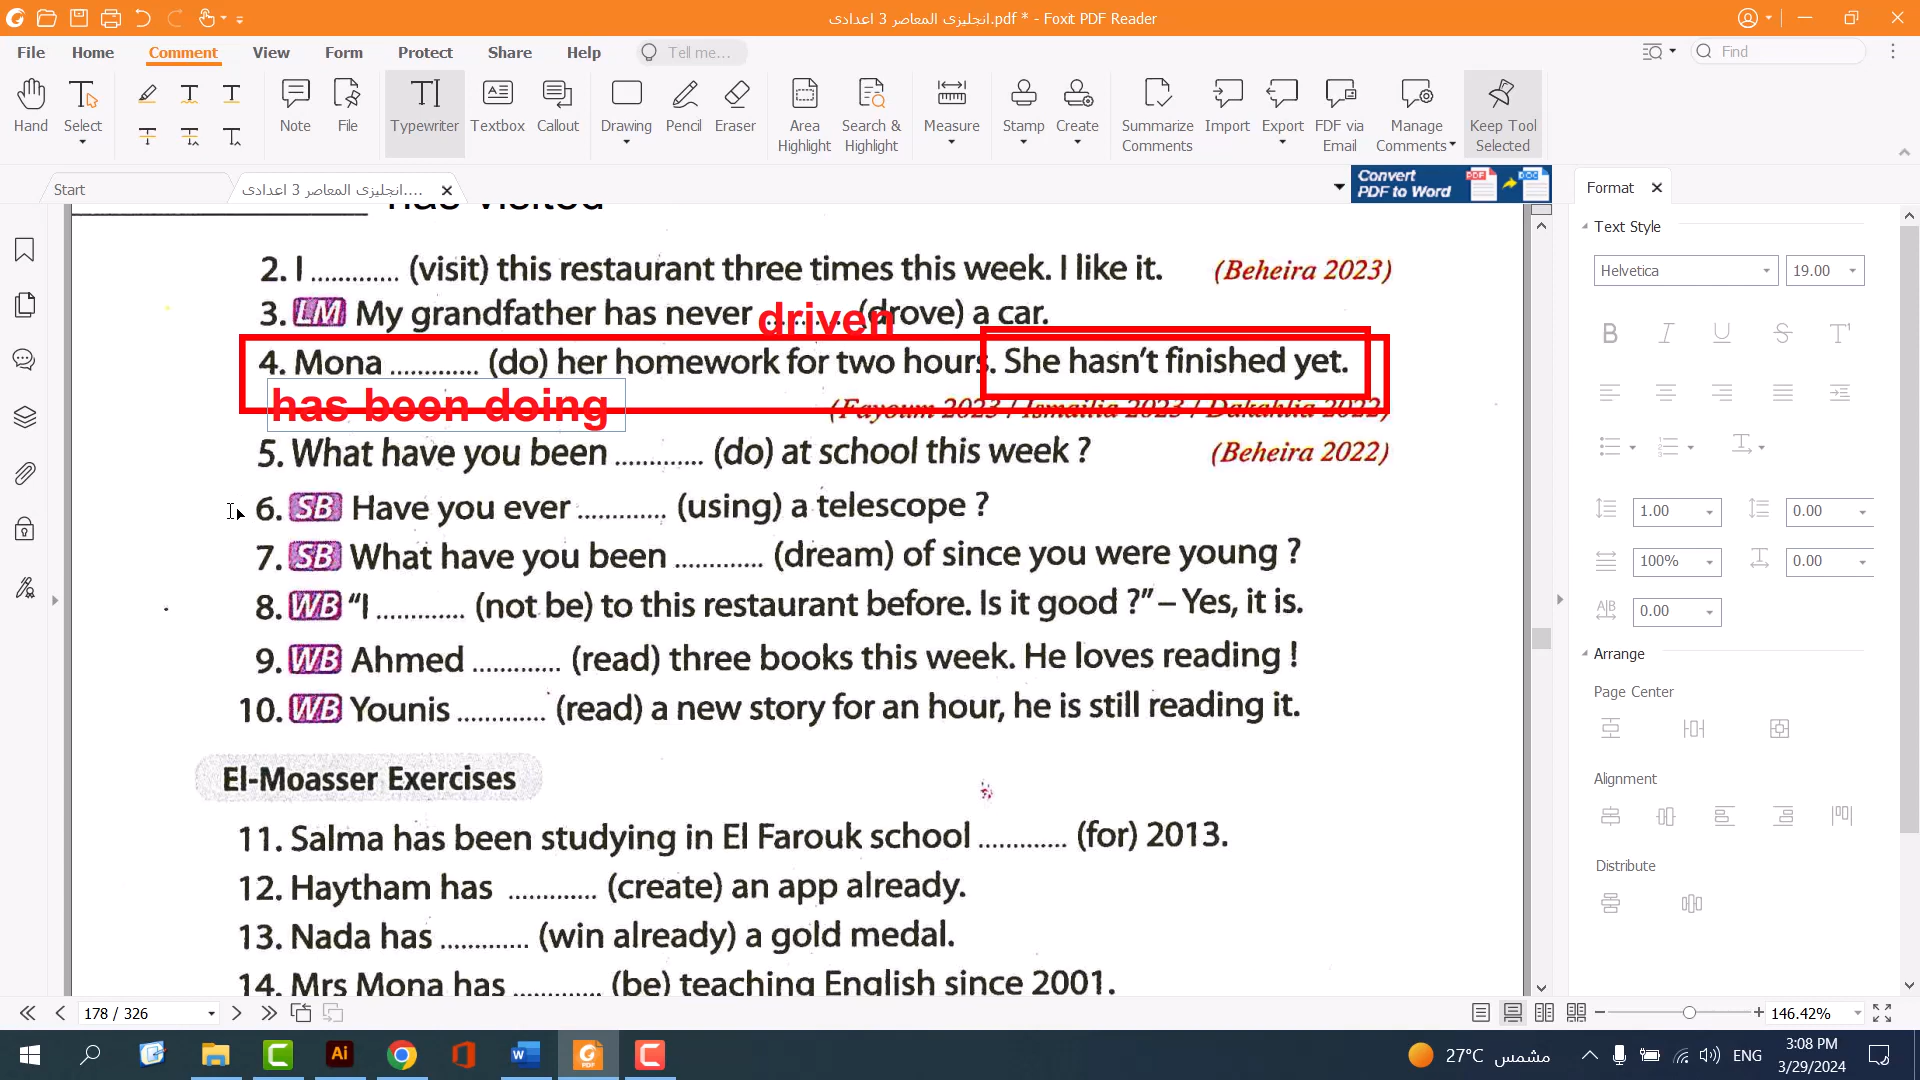 انجليزى المعاصر 3 اعدادى.pdf * - Foxit PDF Reader
File Home Comment View Form Protect Share Help Tell me... Find
Hand Select Note File Typewriter Textbox Callout Drawing Pencil Eraser Area Highlight Search & Highlight Measure Stamp Create Summarize Comments Import Export FDF via Email Manage Comments Keep Tool Selected
Start انجليزى المعاصر 3 اعدادى.... Convert PDF to Word Format
has visited
2. I ............. (visit) this restaurant three times this week. I like it. (Beheira 2023)
3. LM My grandfather has never driven (drove) a car.
4. Mona ............. (do) her homework for two hours. She hasn't finished yet.
has been doing (Fayoum 2023 / Ismailia 2023 / Dakahlia 2022)
5. What have you been ............. (do) at school this week ? (Beheira 2022)
6. SB Have you ever ............. (using) a telescope ?
7. SB What have you been ............. (dream) of since you were young ?
8. WB "I ............. (not be) to this restaurant before. Is it good ?" – Yes, it is.
9. WB Ahmed ............. (read) three books this week. He loves reading !
10. WB Younis ............. (read) a new story for an hour, he is still reading it.
El-Moasser Exercises
11. Salma has been studying in El Farouk school ............. (for) 2013.
12. Haytham has ............. (create) an app already.
13. Nada has ............. (win already) a gold medal.
14. Mrs Mona has ............. (be) teaching English since 2001.
Text Style
Helvetica 19.00
B I U S T
1.00 0.00
100% 0.00
0.00
Arrange
Page Center
Alignment
Distribute
178 / 326 146.42%
27°C مشمس ENG 3:08 PM
3/29/2024